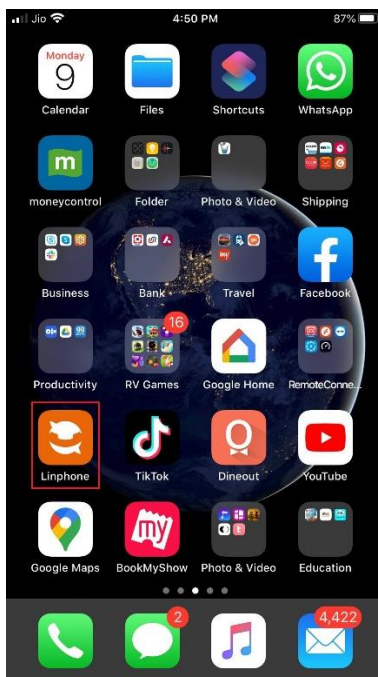 Jio 4:50 PM 87%
Monday
9
Calendar Files Shortcuts WhatsApp
m
moneycontrol Folder Photo & Video Shipping
Business Bank Travel Facebook
16
Productivity RV Games Google Home RemoteConne...
Linphone TikTok Dineout YouTube
my
Google Maps BookMyShow Photo & Video Education
2 4,422